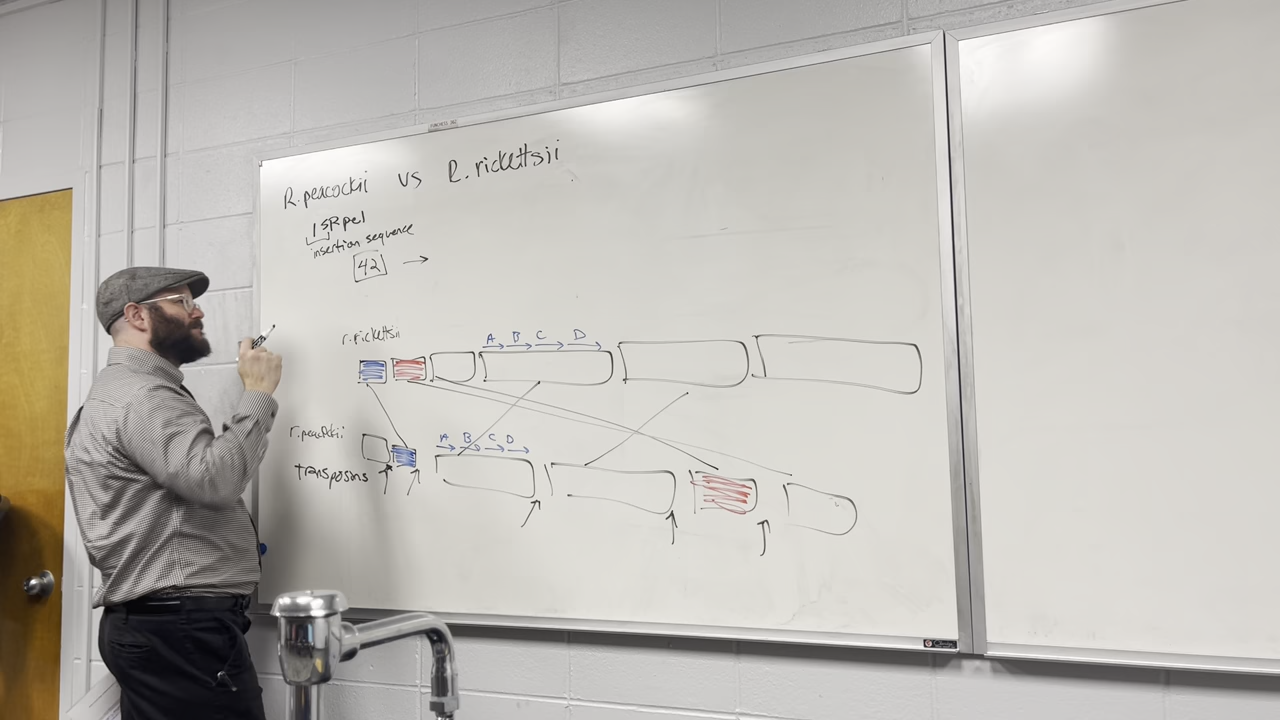 R.peacockii vs R.rickettsii
ISRpe1
insertion sequence
42 →
r.rickettsii
A B C D
r.peacockii
A B C D
transposons